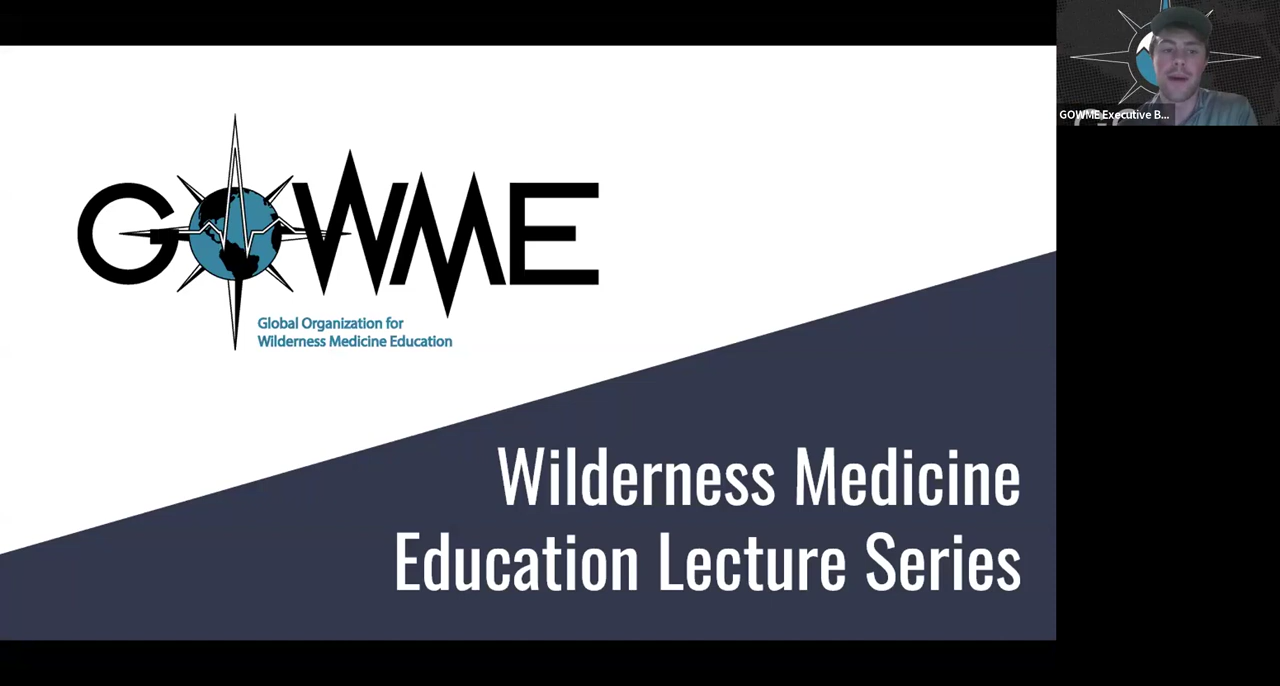 GOWME
Global Organization for
Wilderness Medicine Education
Wilderness Medicine
Education Lecture Series
GOWME Executive B...